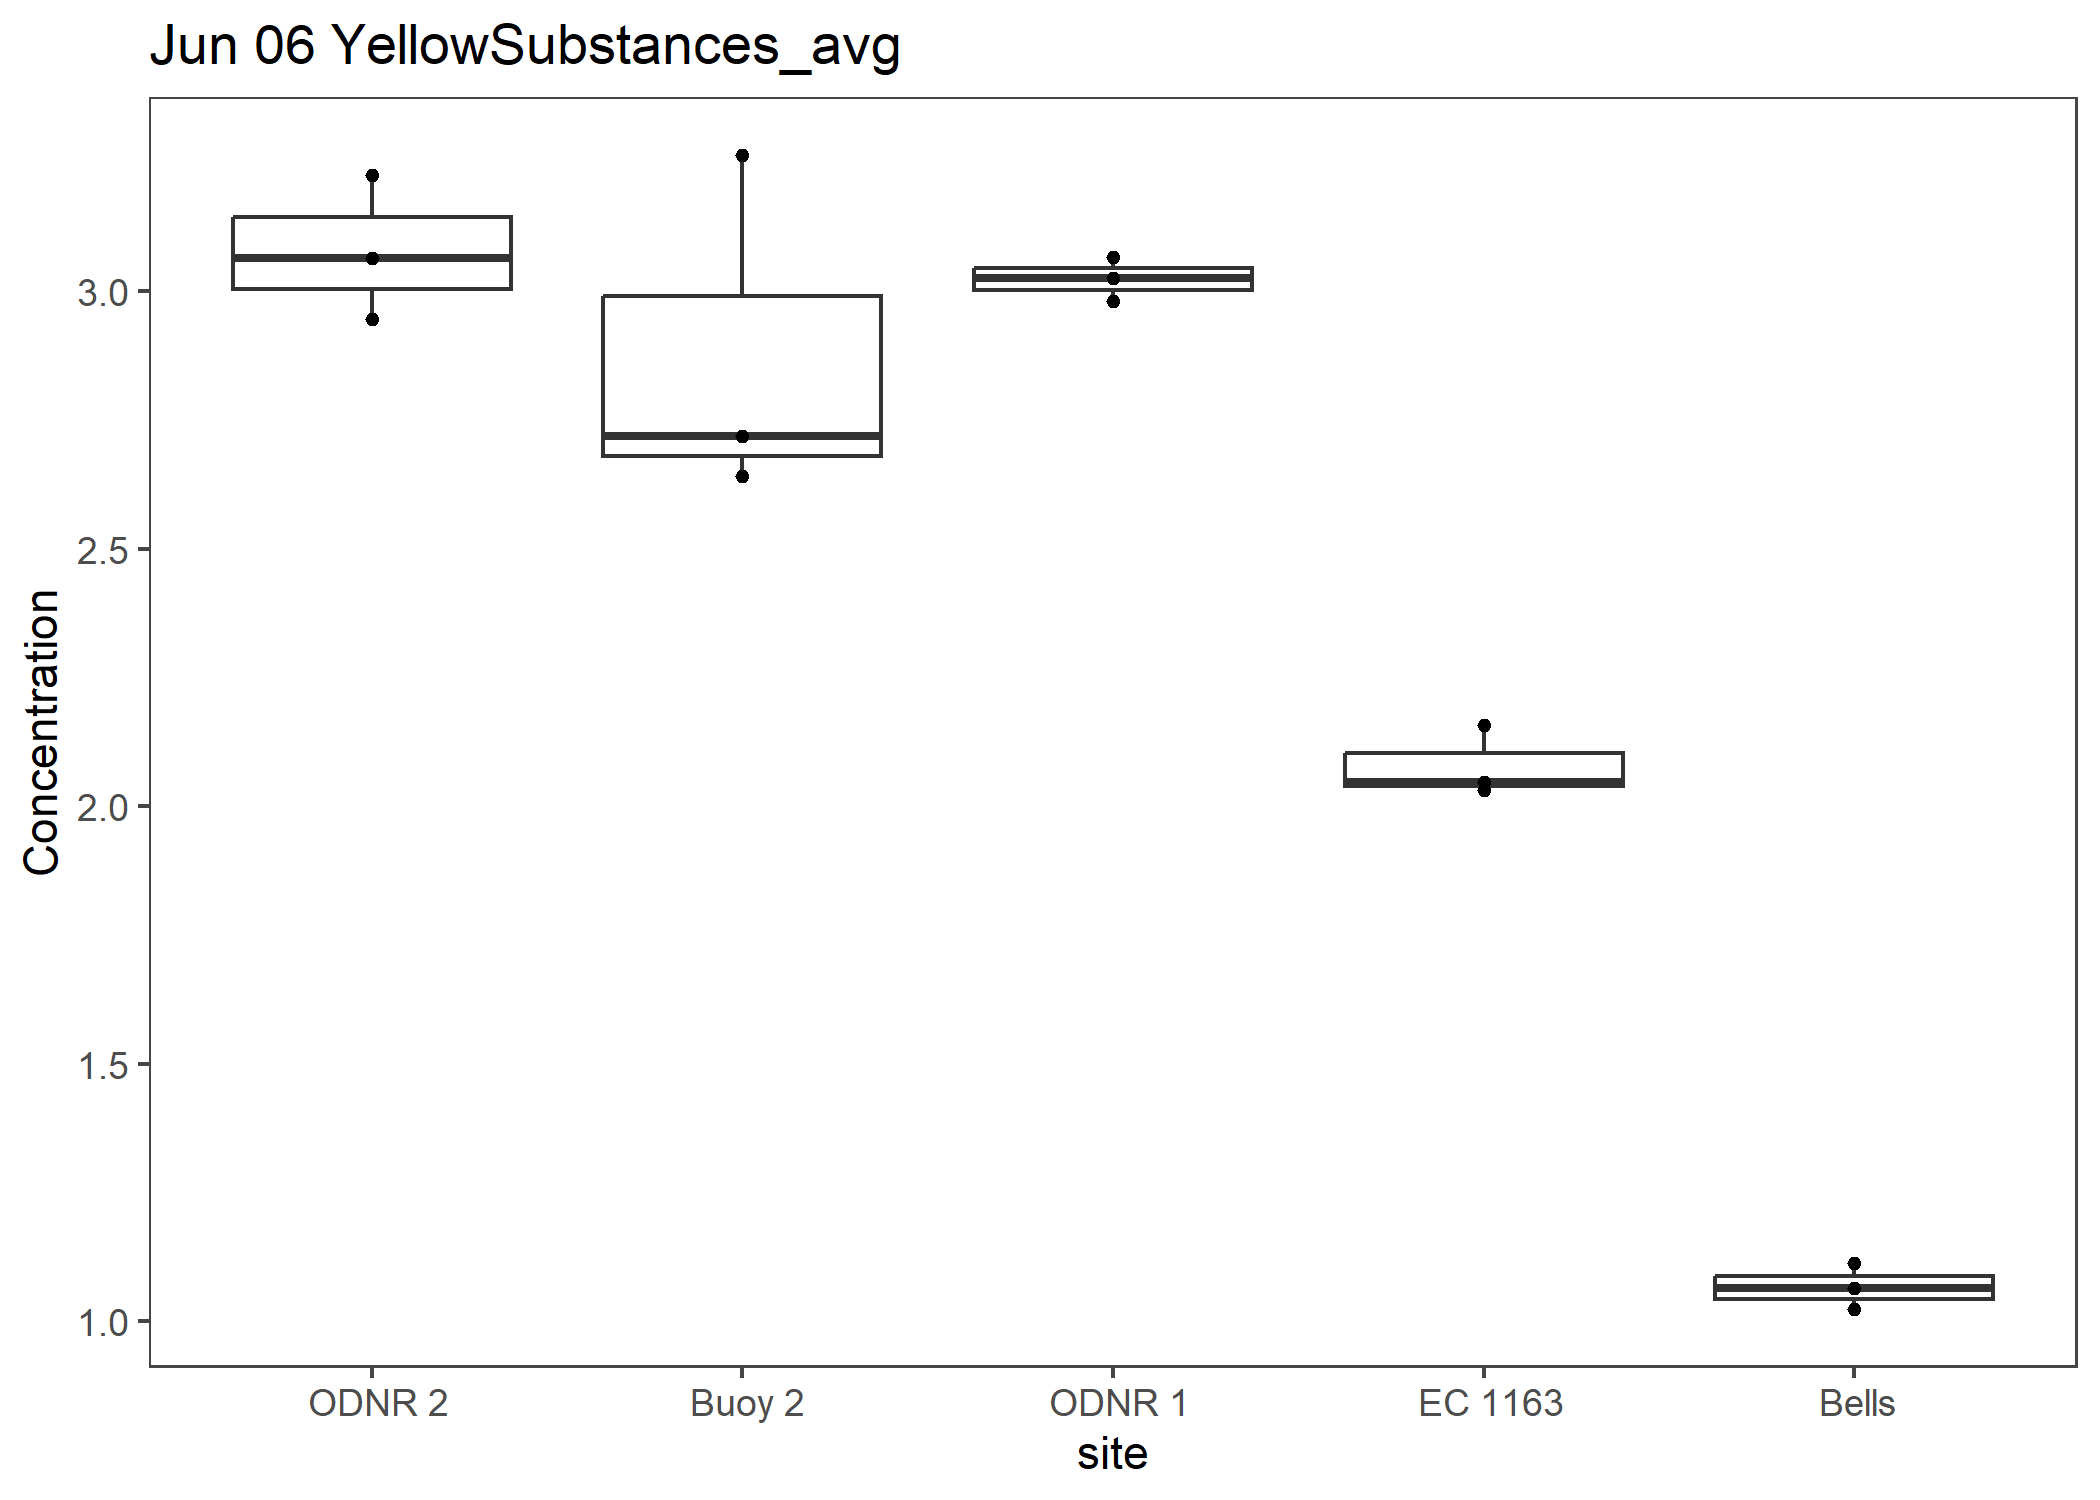 Jun 06 YellowSubstances_avg
Concentration
3.0
2.5
2.0
1.5
1.0
ODNR 2
Buoy 2
ODNR 1
EC 1163
Bells
site